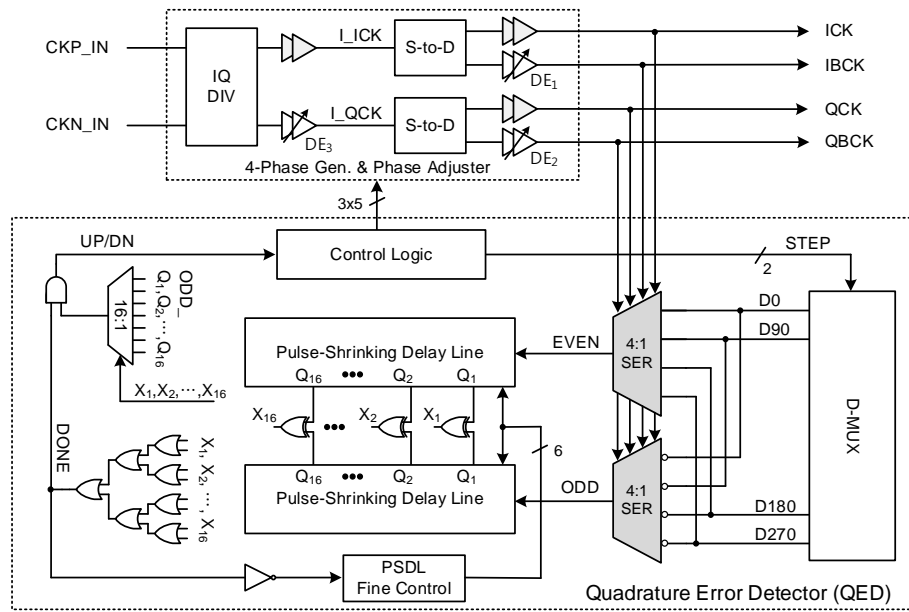 CKP_IN
CKN_IN
IQ
DIV
I_ICK
I_QCK
DE3
S-to-D
S-to-D
DE1
DE2
4-Phase Gen. & Phase Adjuster
ICK
IBCK
QCK
QBCK
3x5
UP/DN
Control Logic
STEP
2
ODD_
Q1,Q2,⋯,Q16
16:1
X1,X2,⋯,X16
Pulse-Shrinking Delay Line
Q16 ••• Q2 Q1
X16 ••• X2 X1
Q16 ••• Q2 Q1
Pulse-Shrinking Delay Line
EVEN
ODD
6
4:1
SER
4:1
SER
D0
D90
D180
D270
D-MUX
DONE
X1, X2, ⋯, X16
PSDL
Fine Control
Quadrature Error Detector (QED)